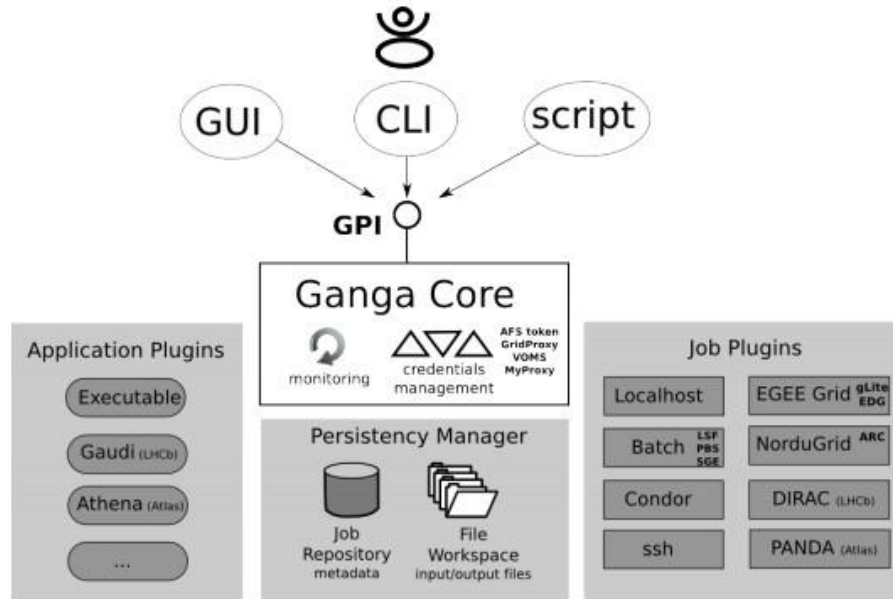 GUI
CLI
script
GPI
Ganga Core
monitoring
credentials
management
AFS token
GridProxy
VOMS
MyProxy
Application Plugins
Executable
Gaudi (LHCb)
Athena (Atlas)
...
Persistency Manager
Job
Repository
metadata
File
Workspace
input/output files
Job Plugins
Localhost
EGEE Grid gLite
EDG
Batch LSF
PBS
SGE
NorduGrid ARC
Condor
DIRAC (LHCb)
ssh
PANDA (Atlas)